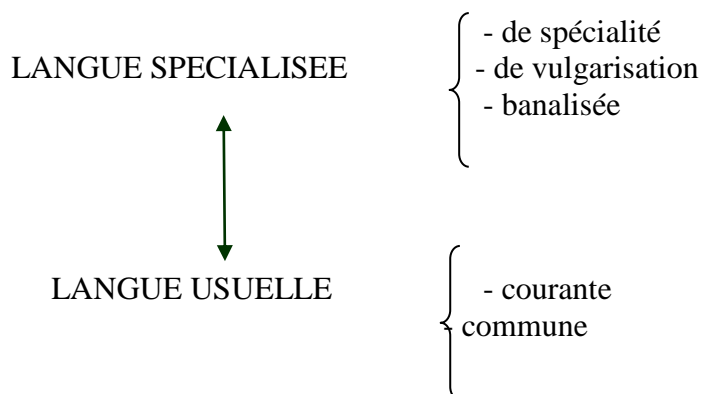 - de spécialité
LANGUE SPECIALISEE - de vulgarisation
- banalisée
LANGUE USUELLE - courante
- commune